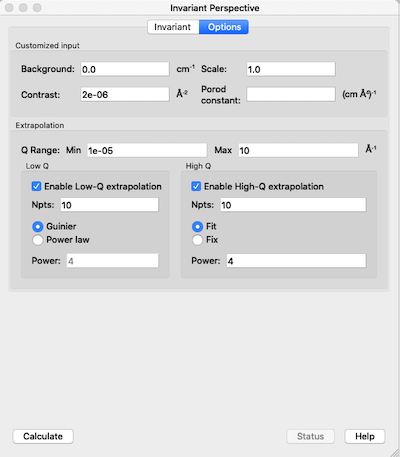 Invariant Perspective
Invariant Options
Customized input
Background: 0.0 cm⁻¹ Scale: 1.0
Contrast: 2e-06 Å⁻² Porod constant: (cm Å⁴)⁻¹
Extrapolation
Q Range: Min 1e-05 Max 10 Å⁻¹
Low Q
Enable Low-Q extrapolation
Npts: 10
Guinier
Power law
Power: 4
High Q
Enable High-Q extrapolation
Npts: 10
Fit
Fix
Power: 4
Calculate Status Help